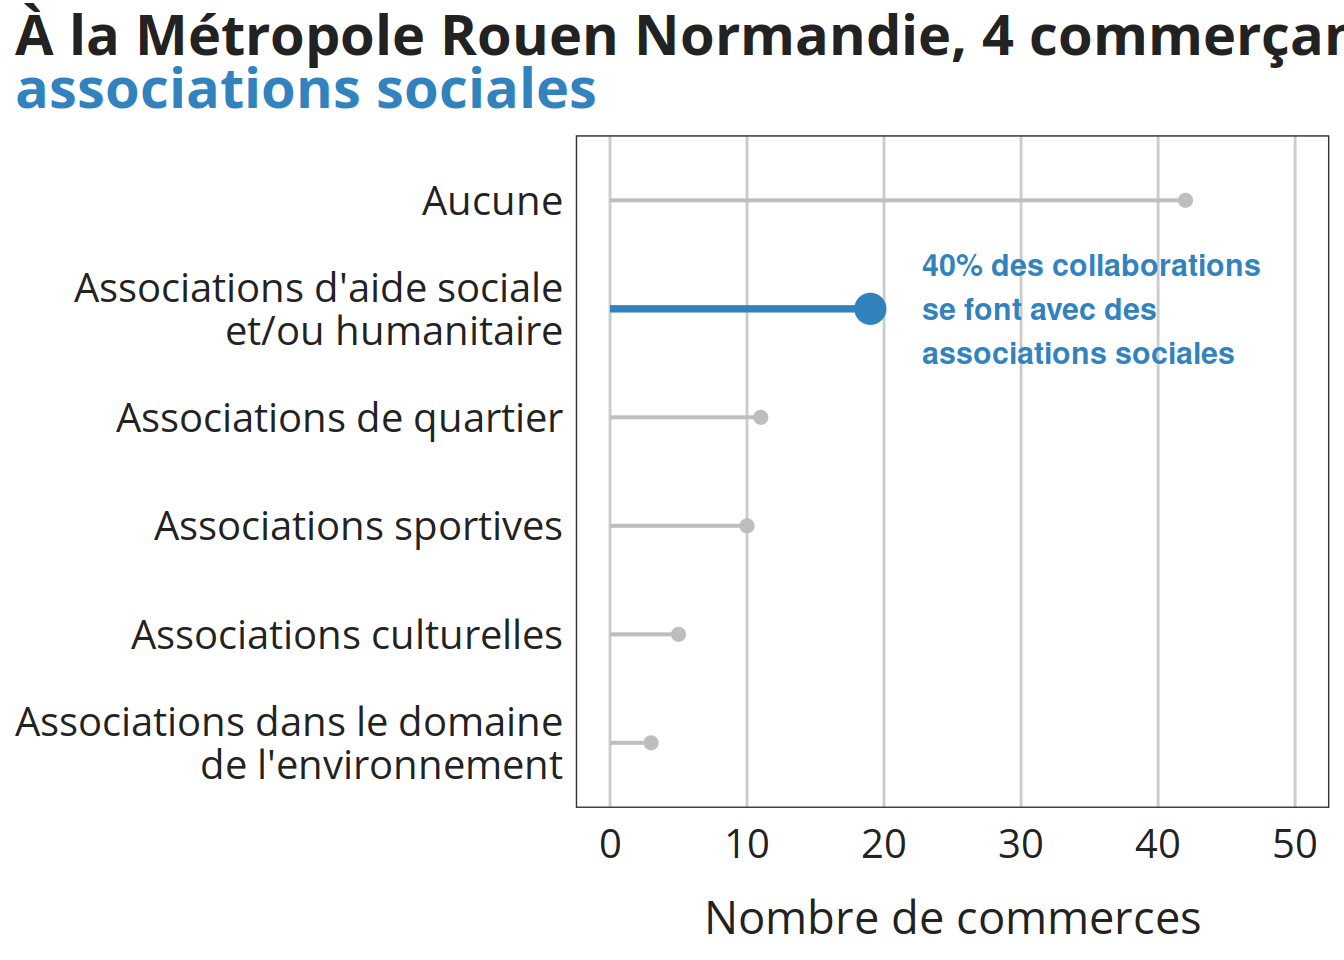 À la Métropole Rouen Normandie, 4
associations sociales
Aucune
Associations d'aide sociale
et/ou humanitaire
40% des collaborations
se font avec des
associations sociales
Associations de quartier
Associations sportives
Associations culturelles
Associations dans le domaine
de l'environnement
0 10 20 30 40 50
Nombre de commerces